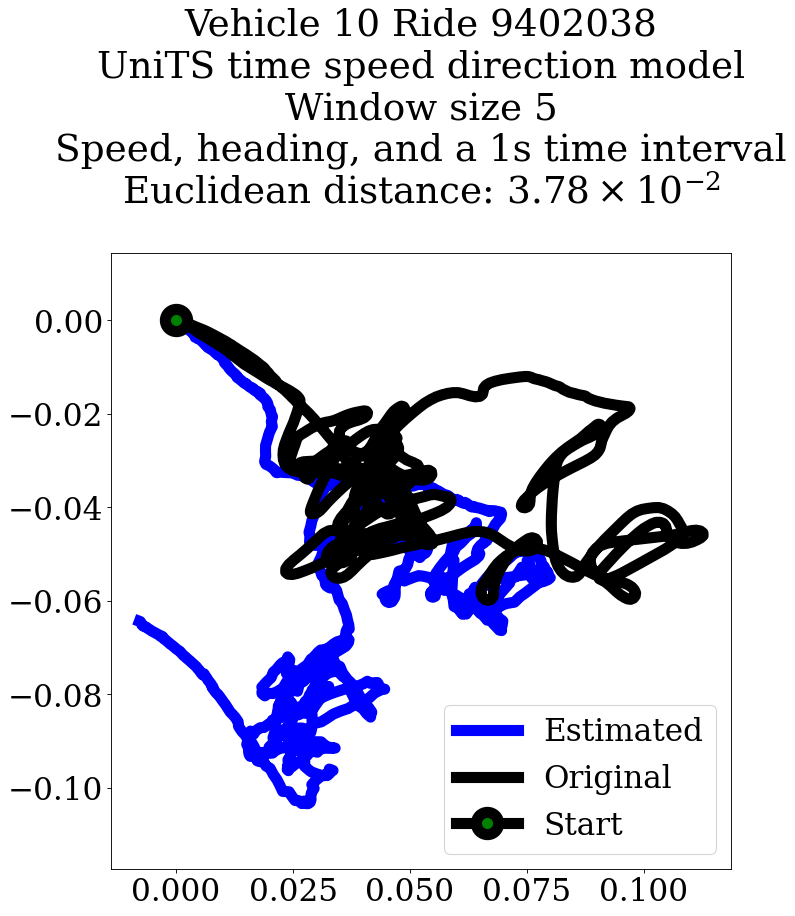 Vehicle 10 Ride 9402038
UniTS time speed direction model
Window size 5
Speed, heading, and a 1s time interval
Euclidean distance: 3.78 × 10⁻²
0.00
−0.02
−0.04
−0.06
−0.08
−0.10
Estimated
Original
Start
0.000 0.025 0.050 0.075 0.100